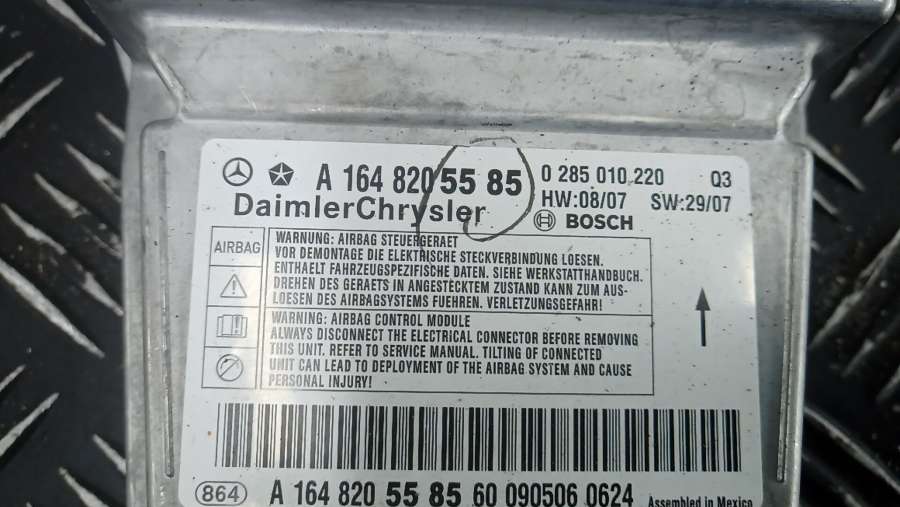 A 164 820 55 85
0 285 010 220 Q3
HW:08/07 SW:29/07
DaimlerChrysler
BOSCH
AIRBAG
WARNUNG: AIRBAG STEUERGERAET
VOR DEMONTAGE DIE ELEKTRISCHE STECKVERBINDUNG LOESEN.
ENTHAELT FAHRZEUGSPEZIFISCHE DATEN. SIEHE WERKSTATTHANDBUCH.
DREHEN DES GERAETS IN ANGESTECKTEM ZUSTAND KANN ZUM AUS-
LOESEN DES AIRBAGSYSTEMS FUEHREN. VERLETZUNGSGEFAHR!
WARNING: AIRBAG CONTROL MODULE
ALWAYS DISCONNECT THE ELECTRICAL CONNECTOR BEFORE REMOVING
THIS UNIT. REFER TO SERVICE MANUAL. TILTING OF CONNECTED
UNIT CAN LEAD TO DEPLOYMENT OF THE AIRBAG SYSTEM AND CAUSE
PERSONAL INJURY!
864 A 164 820 55 85 60 090506 0624 Assembled in Mexico